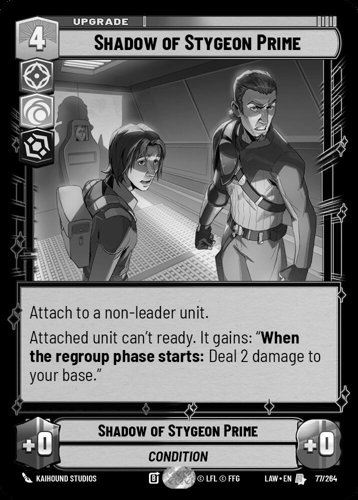 UPGRADE
4
SHADOW OF STYGEON PRIME
Attach to a non-leader unit.
Attached unit can't ready. It gains: “When
the regroup phase starts: Deal 2 damage to
your base.”
+0
SHADOW OF STYGEON PRIME
+0
CONDITION
KAIHOUND STUDIOS
© LFL © FFG
LAW • EN
77/264